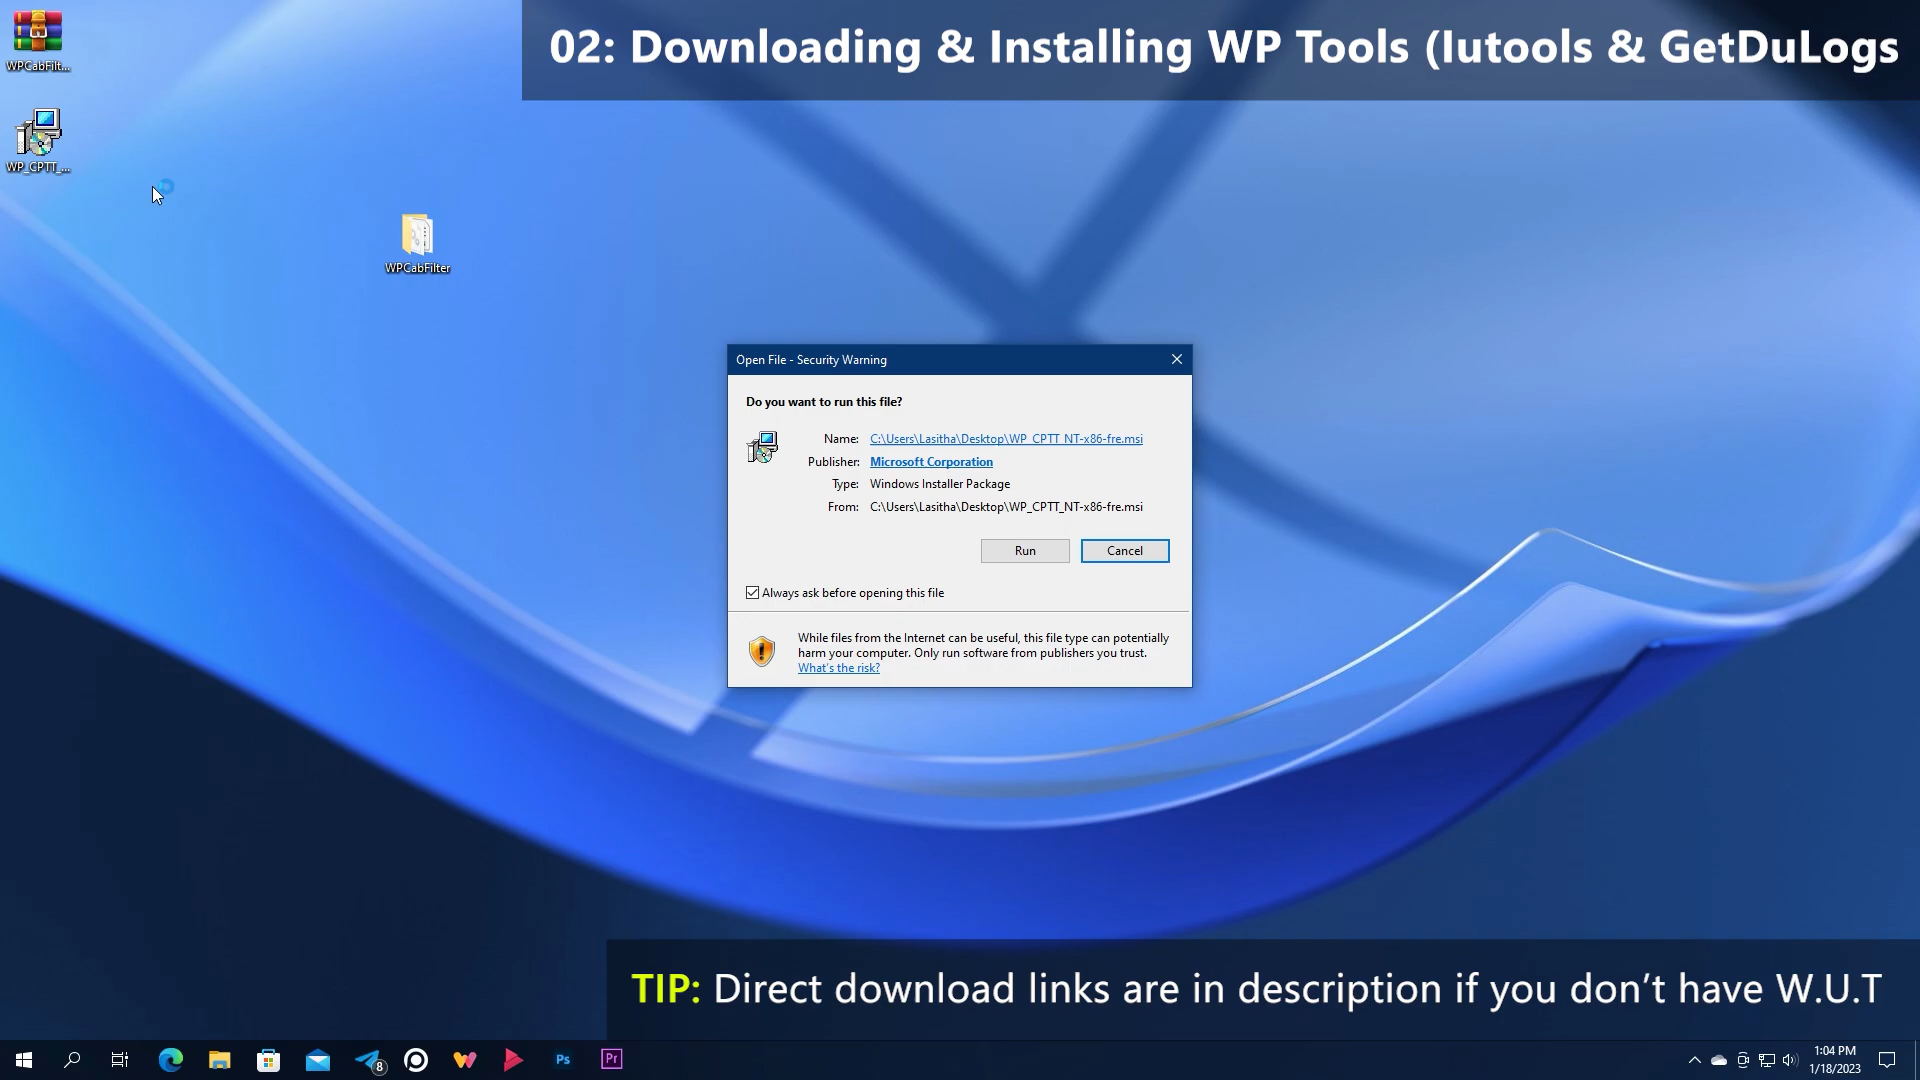 02: Downloading & Installing WP Tools (Iutools & GetDuLogs
WPCabFilt...
WP_CPTT_...
WPCabFilter
Open File - Security Warning
Do you want to run this file?
Name: C:\Users\Lasitha\Desktop\WP_CPTT_NT-x86-fre.msi
Publisher: Microsoft Corporation
Type: Windows Installer Package
From: C:\Users\Lasitha\Desktop\WP_CPTT_NT-x86-fre.msi
Run Cancel
Always ask before opening this file
While files from the Internet can be useful, this file type can potentially
harm your computer. Only run software from publishers you trust.
What's the risk?
TIP: Direct download links are in description if you don't have W.U.T
8
Ps
Pr
1:04 PM
1/18/2023